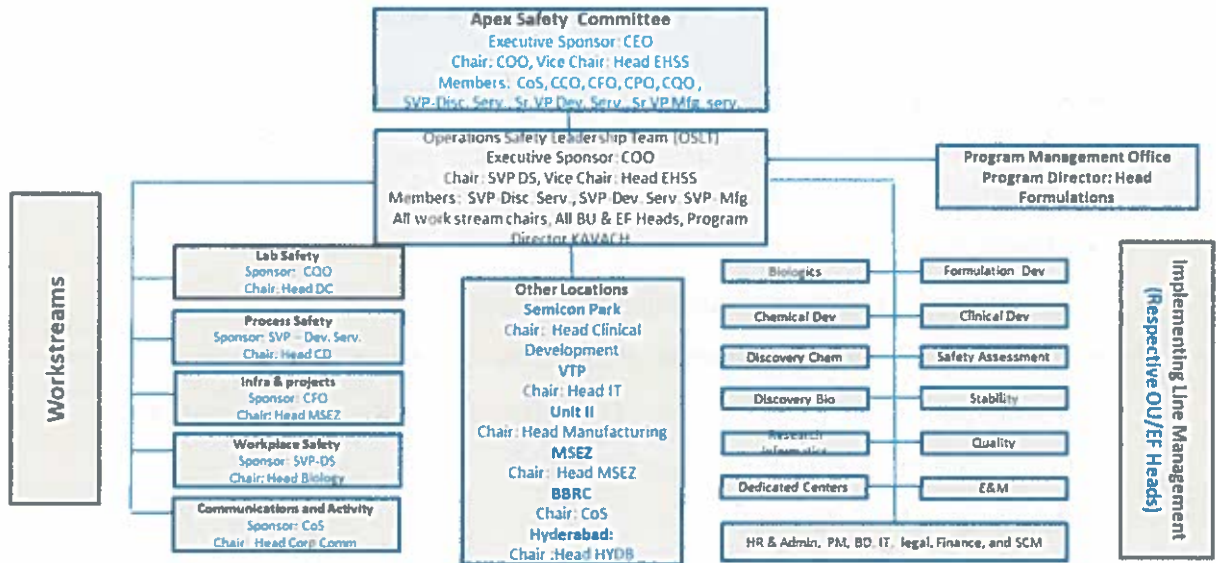 Apex Safety Committee
Executive Sponsor: CEO
Chair: COO, Vice Chair: Head EHSS
Members: CoS, CCO, CFO, CPO, CQO,
SVP-Disc. Serv., Sr.VP Dev. Serv., Sr.VP Mfg. serv.
Operations Safety Leadership Team (OSLT)
Executive Sponsor: COO
Chair: SVP DS, Vice Chair: Head EHSS
Members: SVP-Disc. Serv., SVP-Dev. Serv. SVP-Mfg
All work stream chairs, All BU & EF Heads, Program
Director KAVACH
Program Management Office
Program Director: Head
Formulations
Workstreams
Lab Safety
Sponsor: CQO
Chair: Head DC
Process Safety
Sponsor: SVP – Dev. Serv.
Chair: Head CD
Infra & projects
Sponsor: CFO
Chair: Head MSEZ
Workplace Safety
Sponsor: SVP-DS
Chair: Head Biology
Communications and Activity
Sponsor: CoS
Chair: Head Corp Comm
Other Locations
Semicon Park
Chair: Head Clinical
Development
VTP
Chair: Head IT
Unit II
Chair: Head Manufacturing
MSEZ
Chair: Head MSEZ
BBRC
Chair: CoS
Hyderabad:
Chair :Head HYDB
Biologics
Formulation Dev
Chemical Dev
Clinical Dev
Discovery Chem
Safety Assessment
Discovery Bio
Stability
Research
Informatics
Quality
Dedicated Centers
E&M
HR & Admin, PM, BD, IT, legal, Finance, and SCM
Implementing Line Management
(Respective OU/EF Heads)